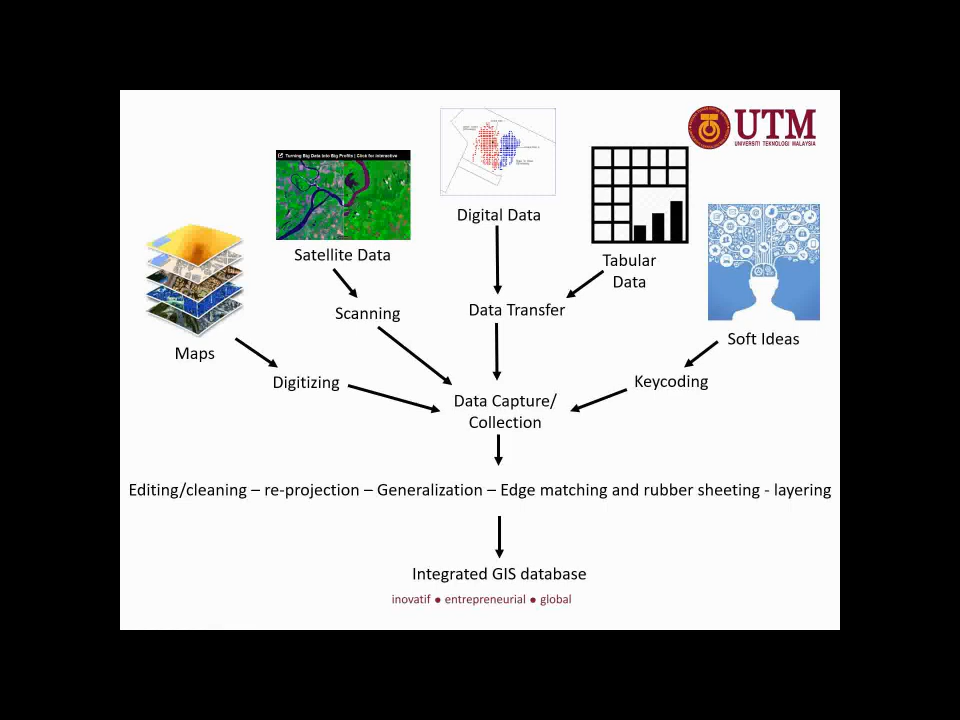 UTM
UNIVERSITI TEKNOLOGI MALAYSIA
Turning Big Data into Big Profits | Click for interactive
Digital Data
Satellite Data
Tabular
Data
Scanning
Data Transfer
Soft Ideas
Maps
Digitizing
Keycoding
Data Capture/
Collection
Editing/cleaning – re-projection – Generalization – Edge matching and rubber sheeting - layering
Integrated GIS database
inovatif ● entrepreneurial ● global